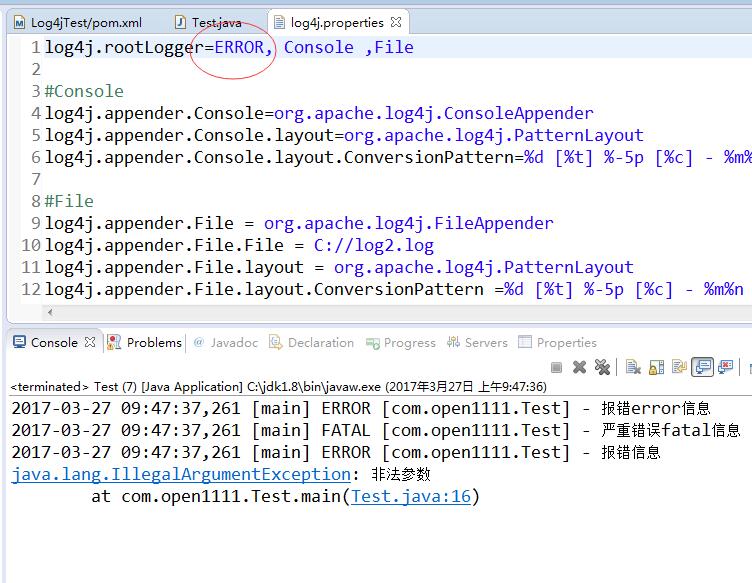 Log4jTest/pom.xml Test.java log4j.properties
1 log4j.rootLogger=ERROR, Console ,File
2
3 #Console
4 log4j.appender.Console=org.apache.log4j.ConsoleAppender
5 log4j.appender.Console.layout=org.apache.log4j.PatternLayout
6 log4j.appender.Console.layout.ConversionPattern=%d [%t] %-5p [%c] - %m%
7
8 #File
9 log4j.appender.File = org.apache.log4j.FileAppender
10 log4j.appender.File.File = C://log2.log
11 log4j.appender.File.layout = org.apache.log4j.PatternLayout
12 log4j.appender.File.layout.ConversionPattern =%d [%t] %-5p [%c] - %m%n
Console Problems @ Javadoc Declaration Progress Servers Properties
<terminated> Test (7) [Java Application] C:\jdk1.8\bin\javaw.exe (2017年3月27日 上午9:47:36)
2017-03-27 09:47:37,261 [main] ERROR [com.open1111.Test] - 报错error信息
2017-03-27 09:47:37,261 [main] FATAL [com.open1111.Test] - 严重错误fatal信息
2017-03-27 09:47:37,261 [main] ERROR [com.open1111.Test] - 报错信息
java.lang.IllegalArgumentException: 非法参数
at com.open1111.Test.main(Test.java:16)